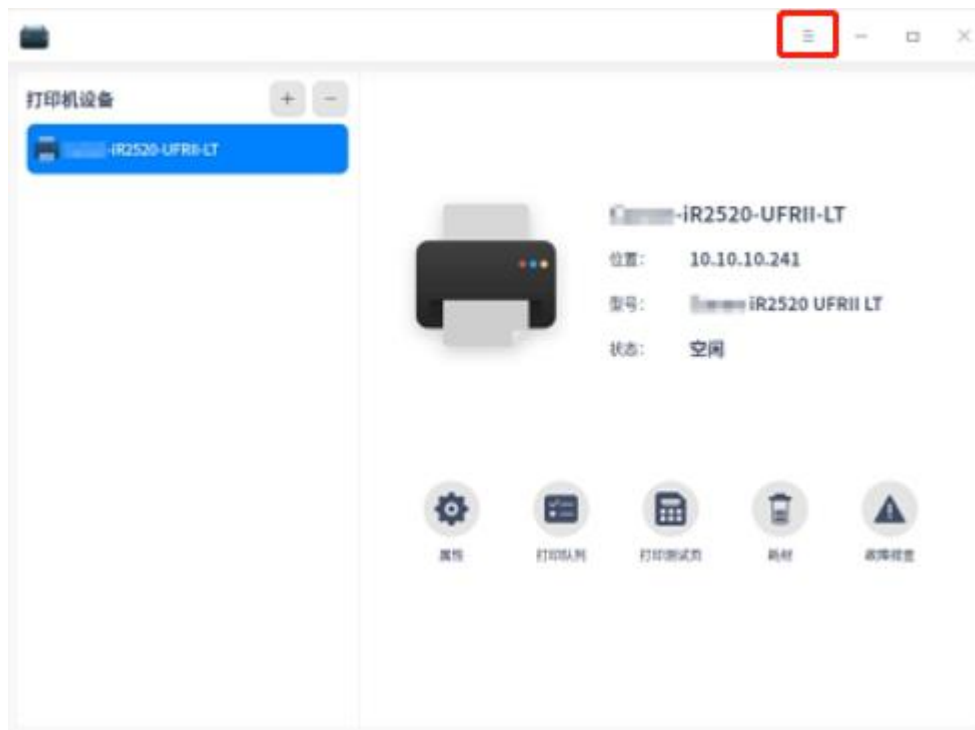 打印机设备
-iR2520-UFRII-LT
-iR2520-UFRII-LT
位置: 10.10.10.241
型号: iR2520 UFRII LT
状态: 空闲
属性 打印队列 打印测试页 耗材 故障检查